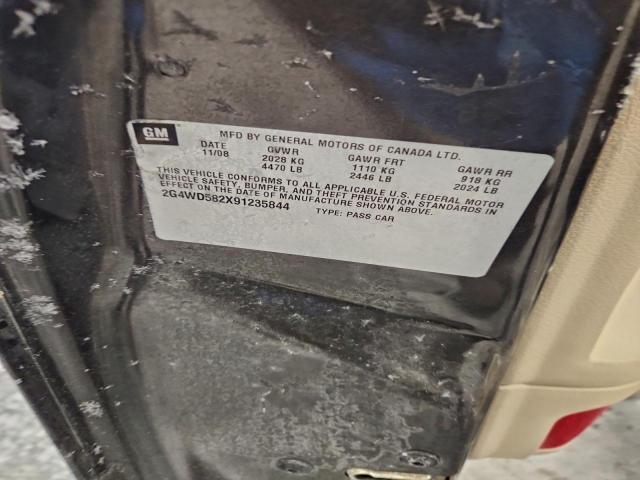 GM
MFD BY GENERAL MOTORS OF CANADA LTD.
DATE GVWR GAWR FRT GAWR RR
11/08 2028 KG 1110 KG 918 KG
4470 LB 2446 LB 2024 LB
THIS VEHICLE CONFORMS TO ALL APPLICABLE U.S. FEDERAL MOTOR
VEHICLE SAFETY, BUMPER, AND THEFT PREVENTION STANDARDS IN
EFFECT ON THE DATE OF MANUFACTURE SHOWN ABOVE.
2G4WD582X91235844 TYPE: PASS CAR